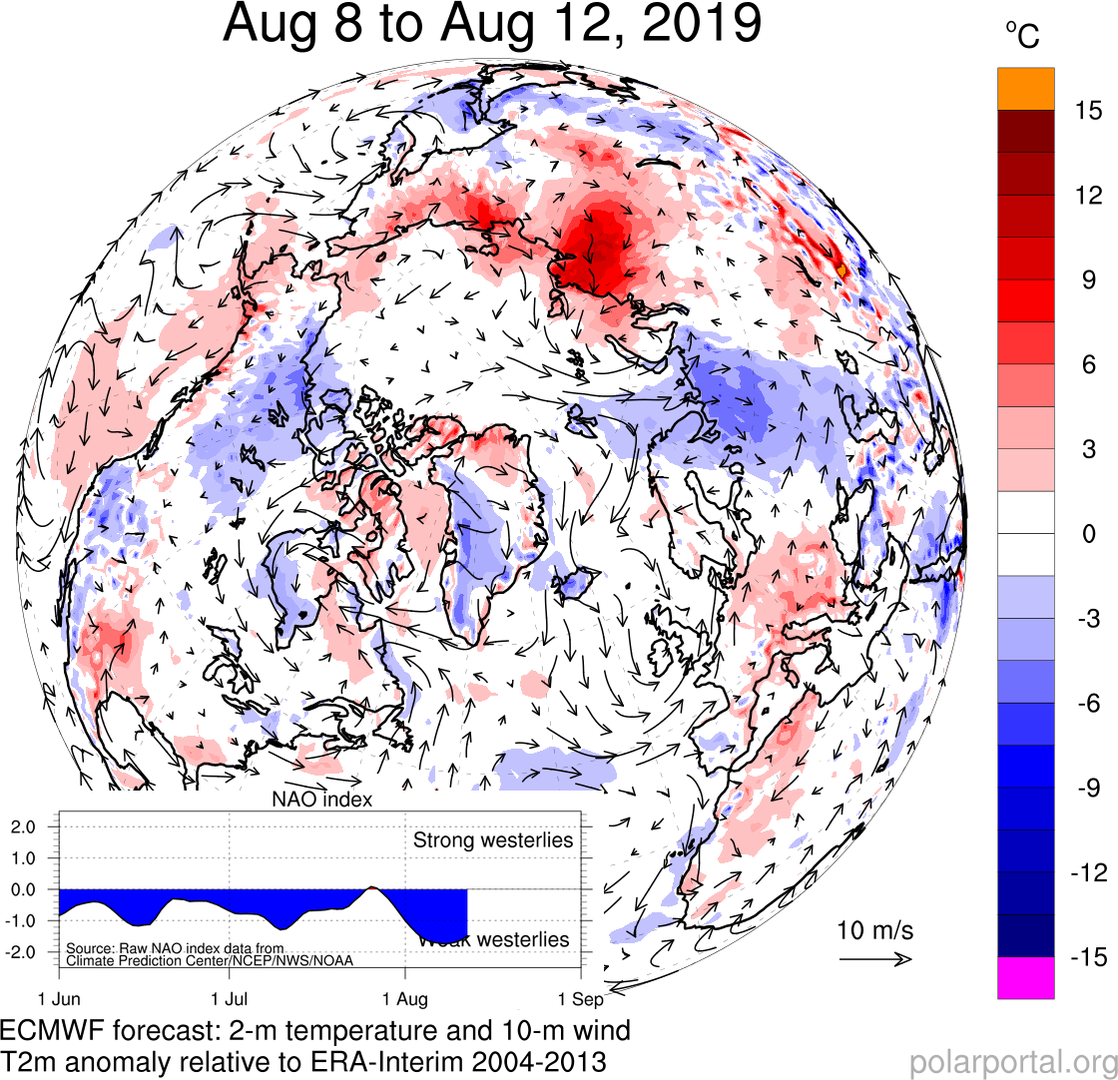 Aug 8 to Aug 12, 2019
°C
15
12
9
6
3
0
-3
-6
-9
-12
-15
10 m/s
NAO index
2.0
1.0
0.0
-1.0
-2.0
Strong westerlies
Weak westerlies
Source: Raw NAO index data from
Climate Prediction Center/NCEP/NWS/NOAA
1 Jun
1 Jul
1 Aug
1 Sep
ECMWF forecast: 2-m temperature and 10-m wind
T2m anomaly relative to ERA-Interim 2004-2013
polarportal.org